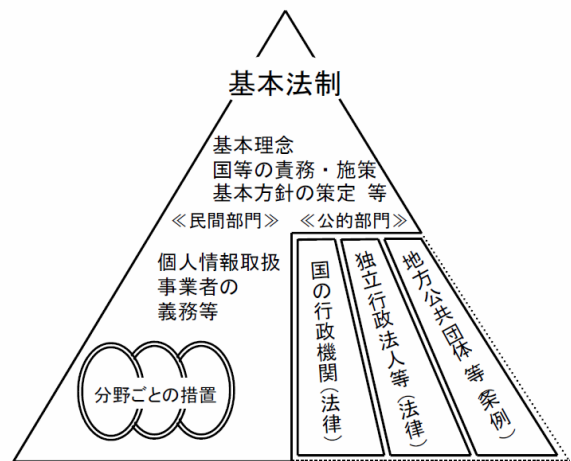 基本法制
基本理念
国等の責務・施策
基本方針の策定 等
≪民間部門≫ ≪公的部門≫
個人情報取扱
事業者の
義務等
分野ごとの措置
国の行政機関(法律)
独立行政法人等(法律)
地方公共団体等(条例)